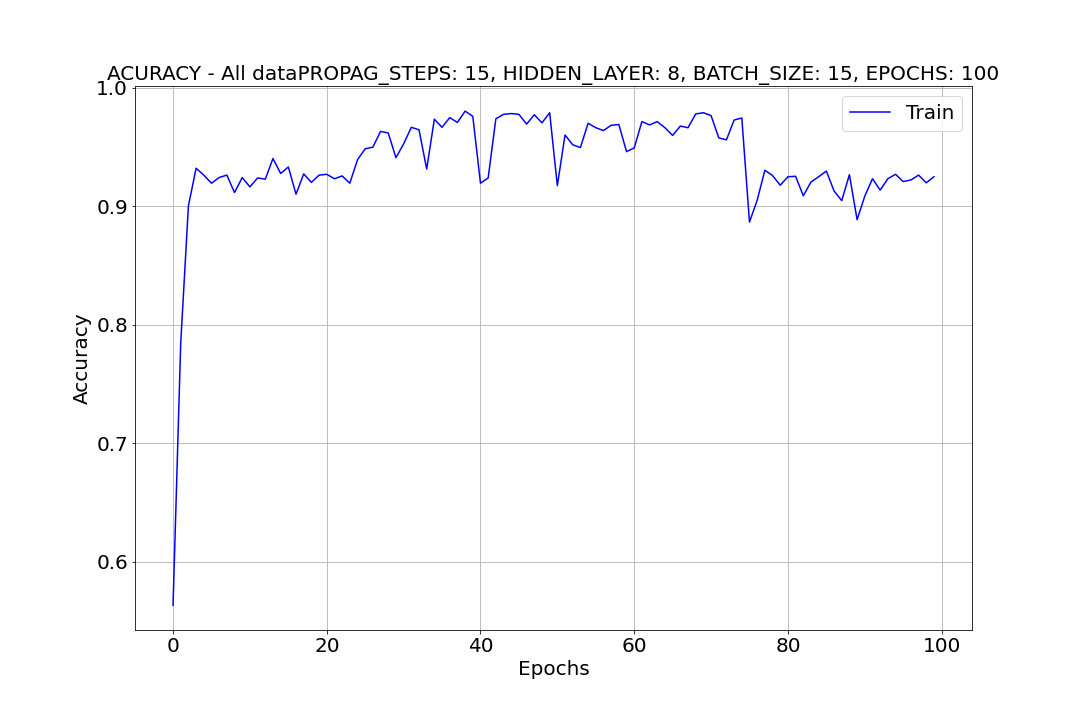 ACURACY - All dataPROPAG_STEPS: 15, HIDDEN_LAYER: 8, BATCH_SIZE: 15, EPOCHS: 100
Train
1.0
0.9
0.8
0.7
0.6
Accuracy
0 20 40 60 80 100
Epochs